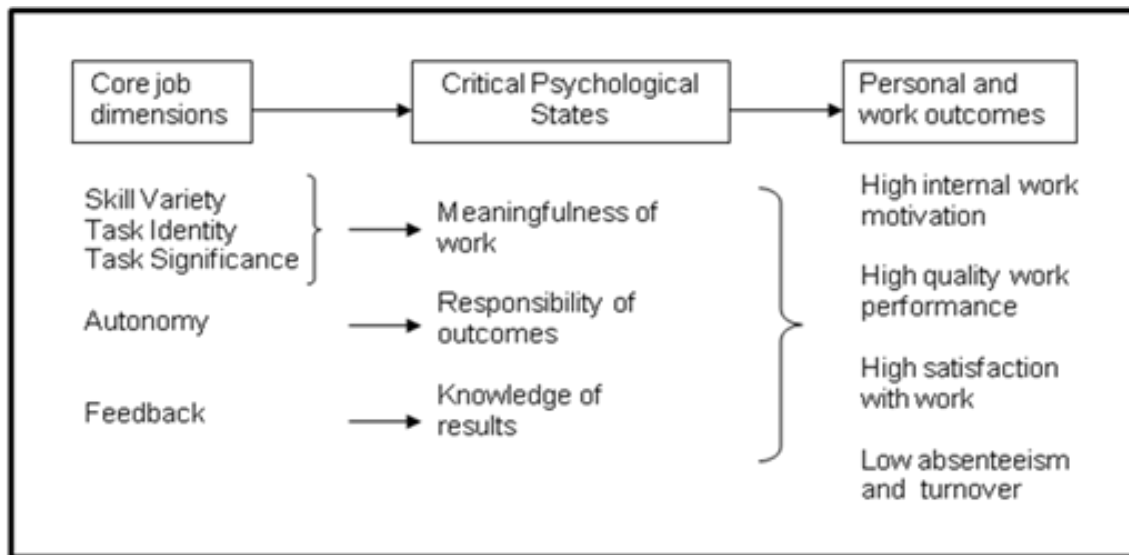 Core job
dimensions
Critical Psychological
States
Personal and
work outcomes
Skill Variety
Task Identity
Task Significance
Meaningfulness of
work
Autonomy
Responsibility of
outcomes
Feedback
Knowledge of
results
High internal work
motivation
High quality work
performance
High satisfaction
with work
Low absenteeism
and turnover